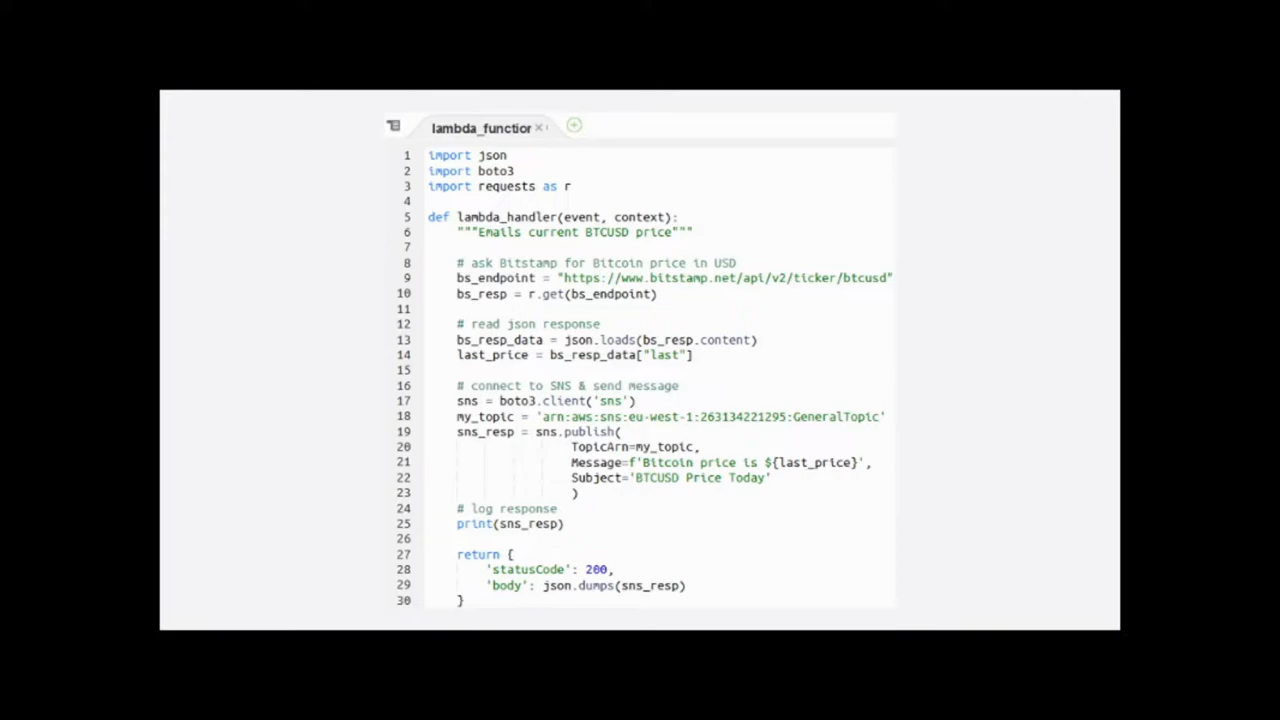 lambda_function
1 import json
2 import boto3
3 import requests as r
4
5 def lambda_handler(event, context):
6     """Emails current BTCUSD price"""
7
8     # ask Bitstamp for Bitcoin price in USD
9     bs_endpoint = "https://www.bitstamp.net/api/v2/ticker/btcusd"
10     bs_resp = r.get(bs_endpoint)
11
12     # read json response
13     bs_resp_data = json.loads(bs_resp.content)
14     last_price = bs_resp_data["last"]
15
16     # connect to SNS & send message
17     sns = boto3.client('sns')
18     my_topic = 'arn:aws:sns:eu-west-1:263134221295:GeneralTopic'
19     sns_resp = sns.publish(
20                     TopicArn=my_topic,
21                     Message=f'Bitcoin price is ${last_price}',
22                     Subject='BTCUSD Price Today'
23                     )
24     # log response
25     print(sns_resp)
26
27     return {
28         'statusCode': 200,
29         'body': json.dumps(sns_resp)
30     }